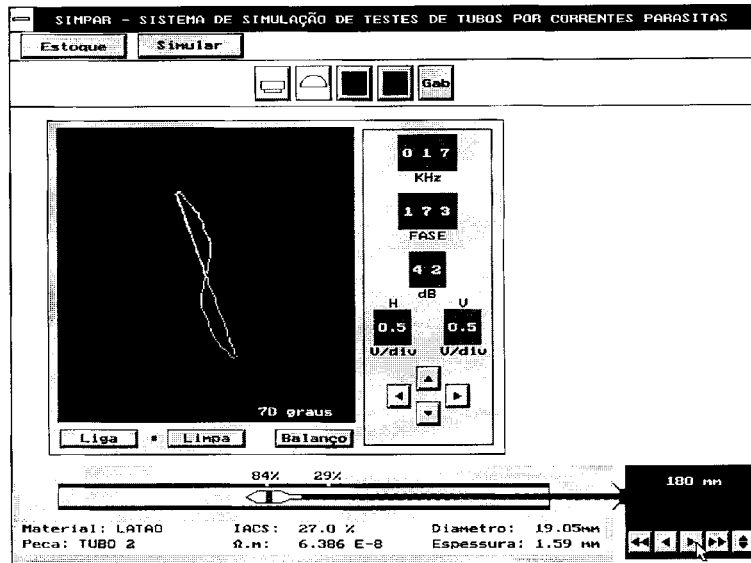 SIMPAR - SISTEMA DE SIMULAÇÃO DE TESTES DE TUBOS POR CORRENTES PARASITAS
Estoque Simular
Gab
0 1 7
KHz
1 7 3
FASE
4 2
dB
H V
0.5 0.5
V/div V/div
70 graus
Liga Limpa Balanço
84% 29%
180 mm
Material: LATAO IACS: 27.0 % Diametro: 19.05mm
Peca: TUBO 2 Ω.m: 6.386 E-8 Espessura: 1.59 mm